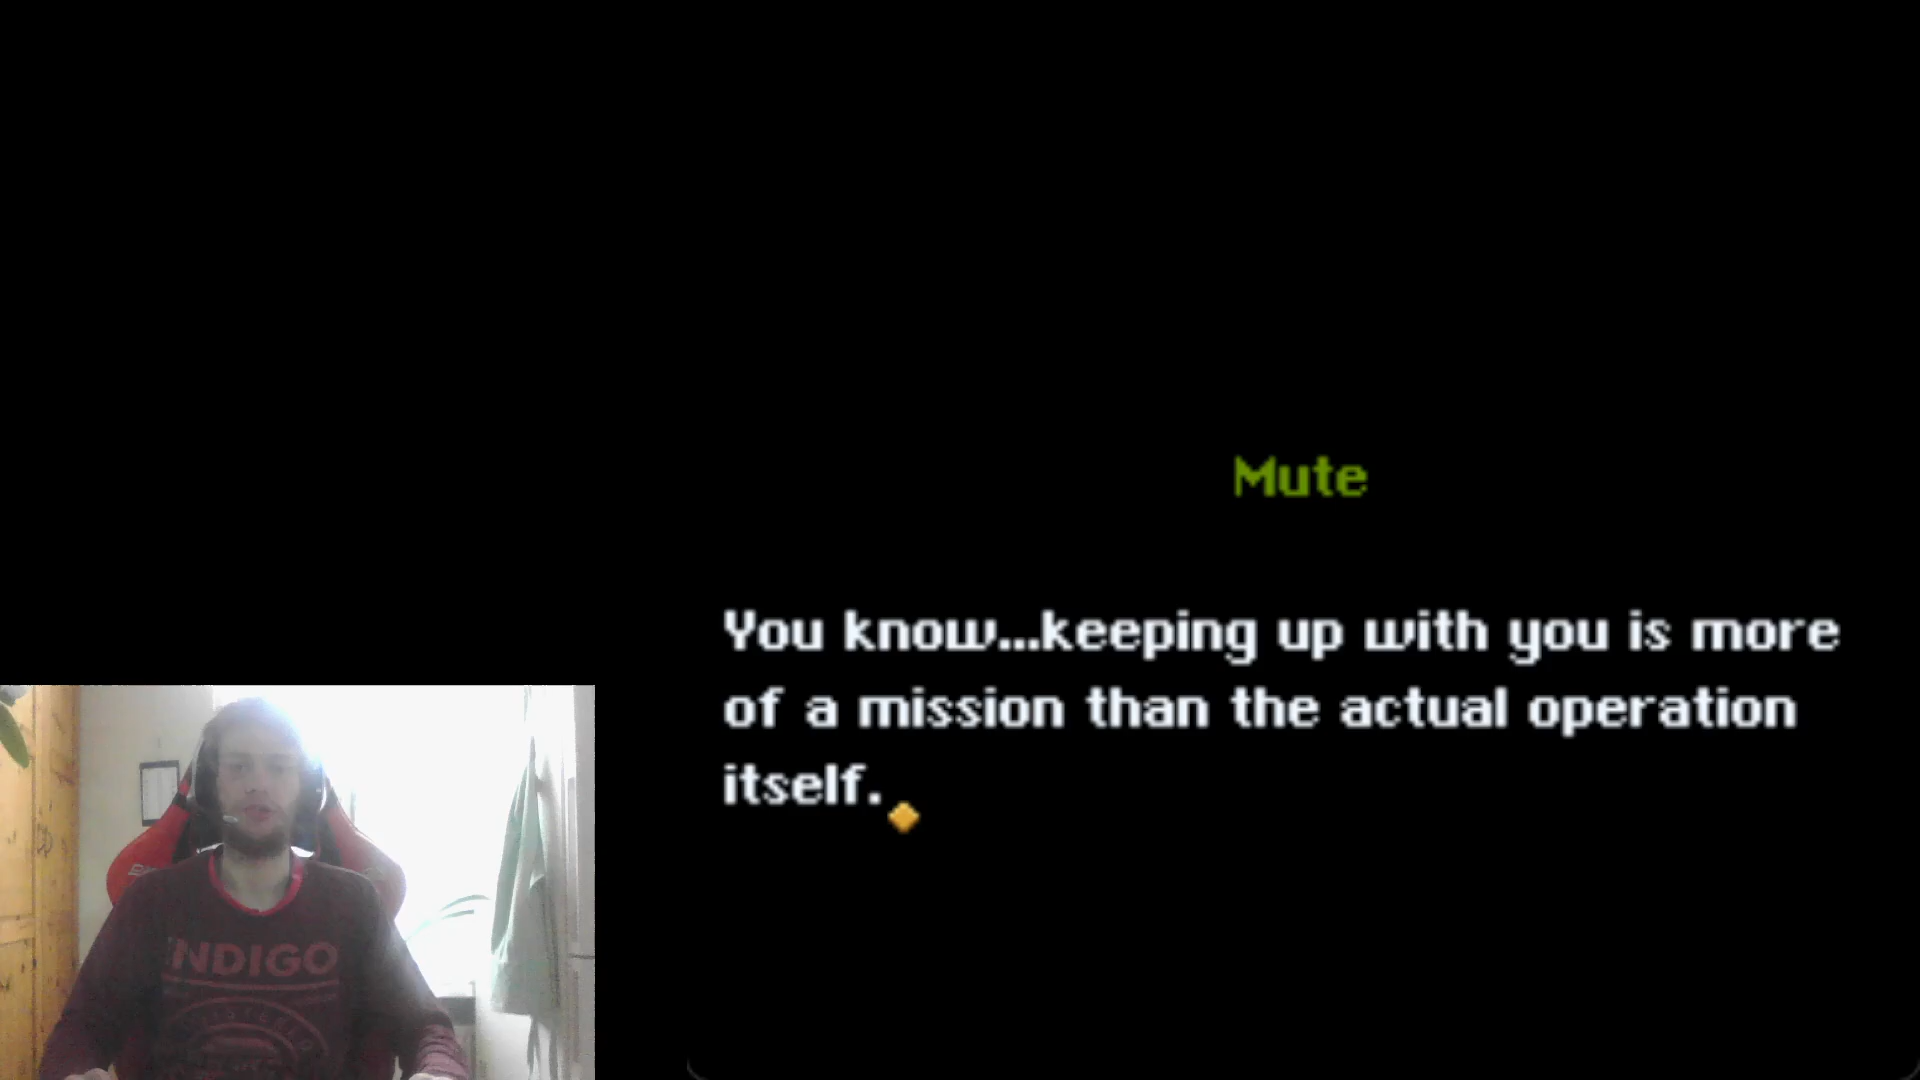 Mute
You know...keeping up with you is more
of a mission than the actual operation
itself.
INDIGO